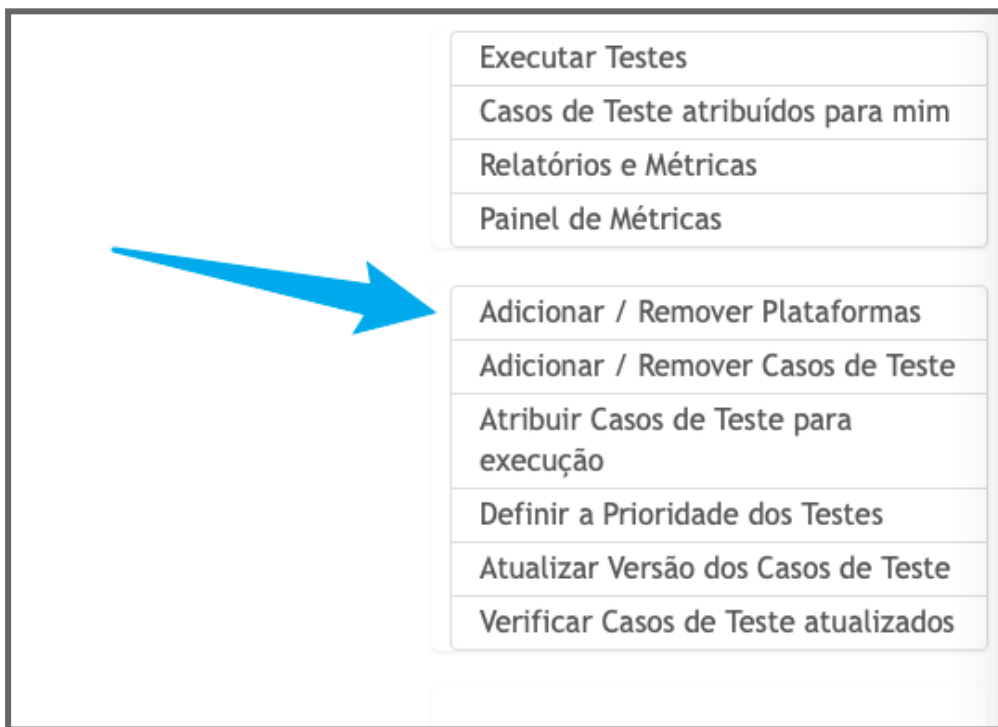 Executar Testes
Casos de Teste atribuídos para mim
Relatórios e Métricas
Painel de Métricas
Adicionar / Remover Plataformas
Adicionar / Remover Casos de Teste
Atribuir Casos de Teste para
execução
Definir a Prioridade dos Testes
Atualizar Versão dos Casos de Teste
Verificar Casos de Teste atualizados